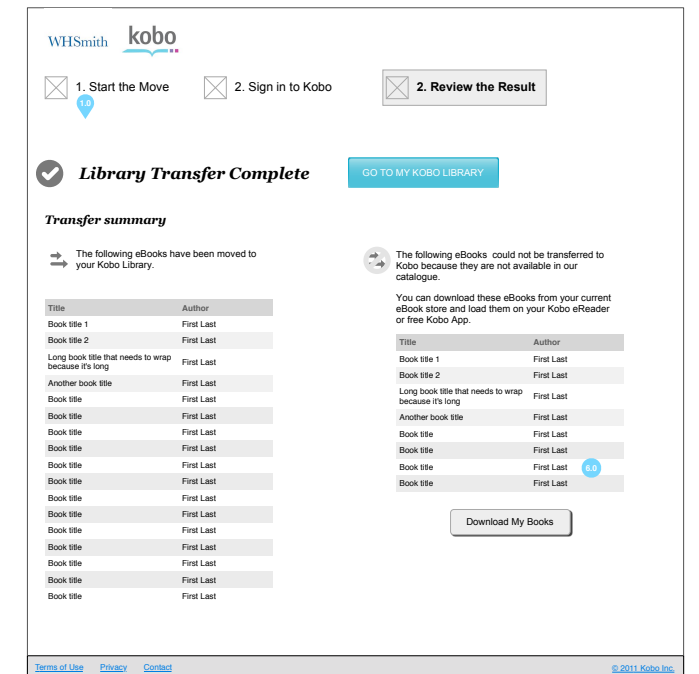 WHSmith kobo
1. Start the Move
2. Sign in to Kobo
2. Review the Result
1.0
Library Transfer Complete
GO TO MY KOBO LIBRARY
Transfer summary
The following eBooks have been moved to
your Kobo Library.
Title Author
Book title 1 First Last
Book title 2 First Last
Long book title that needs to wrap
because it's long First Last
Another book title First Last
Book title First Last
Book title First Last
Book title First Last
Book title First Last
Book title First Last
Book title First Last
Book title First Last
Book title First Last
Book title First Last
Book title First Last
Book title First Last
Book title First Last
Book title First Last
The following eBooks could not be transferred to
Kobo because they are not available in our
catalogue.
You can download these eBooks from your current
eBook store and load them on your Kobo eReader
or free Kobo App.
Title Author
Book title 1 First Last
Book title 2 First Last
Long book title that needs to wrap
because it's long First Last
Another book title First Last
Book title First Last
Book title First Last
Book title First Last 6.0
Book title First Last
Download My Books
Terms of Use Privacy Contact © 2011 Kobo Inc.